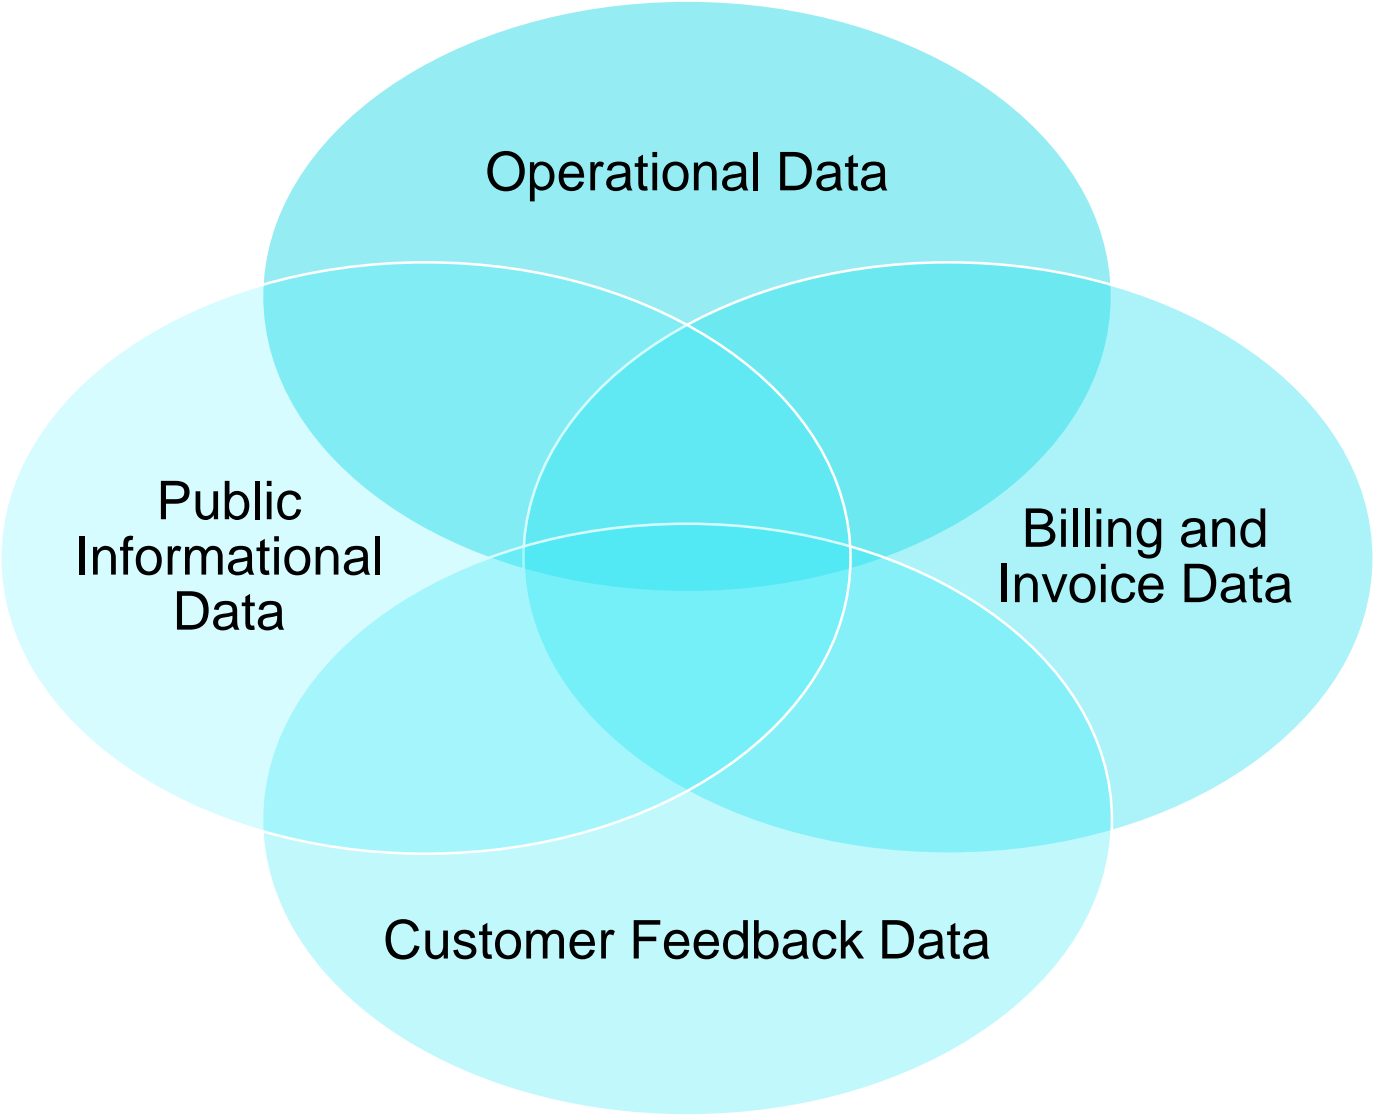 Operational Data
Public
Informational
Data
Billing and
Invoice Data
Customer Feedback Data